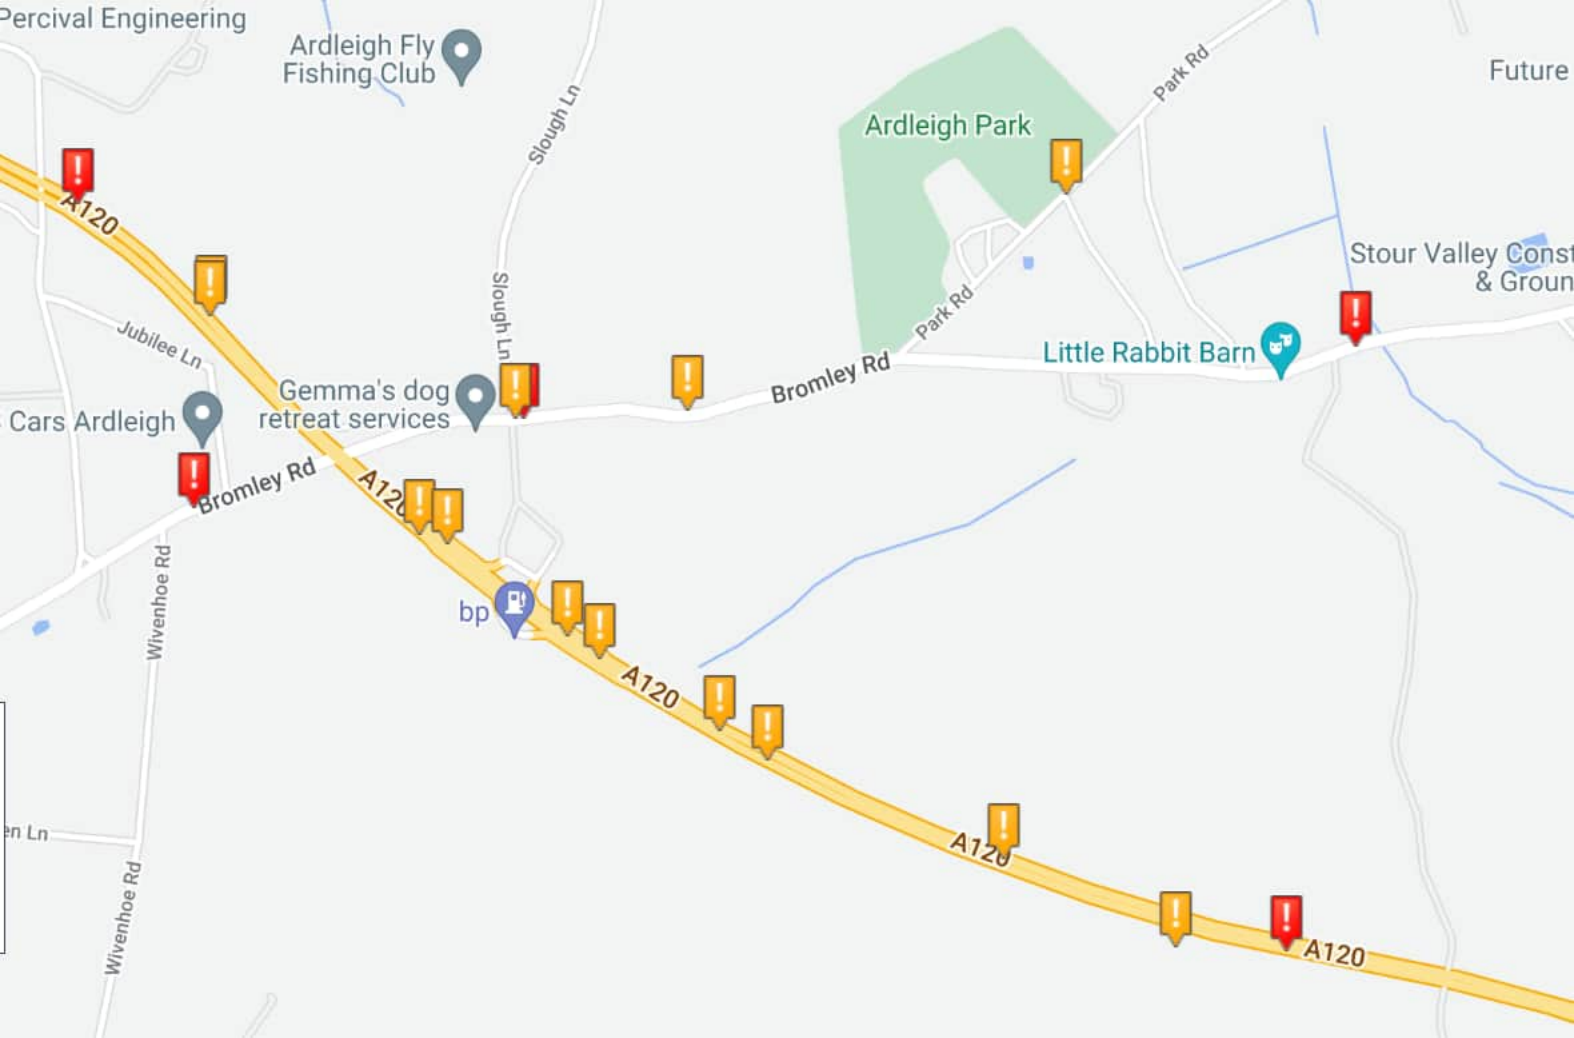 Percival Engineering
Ardleigh Fly
Fishing Club
Slough Ln
Park Rd
Future
Ardleigh Park
A120
Stour Valley Const
& Groun
Slough Ln
Park Rd
Jubilee Ln
Little Rabbit Barn
Bromley Rd
Gemma's dog
retreat services
Cars Ardleigh
Bromley Rd
A120
Wivenhoe Rd
bp
A120
en Ln
A120
Wivenhoe Rd
A120